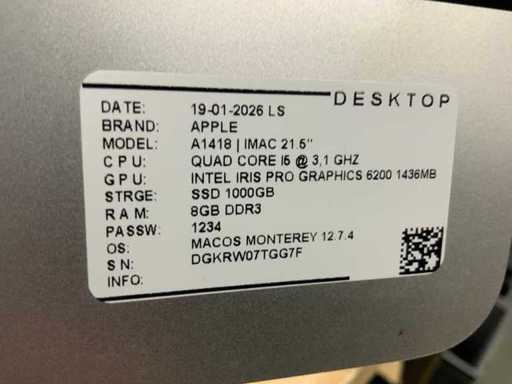 DESKTOP
DATE: 19-01-2026 LS
BRAND: APPLE
MODEL: A1418 | IMAC 21.5"
CPU: QUAD CORE I5 @ 3,1 GHZ
GPU: INTEL IRIS PRO GRAPHICS 6200 1436MB
STRGE: SSD 1000GB
RAM: 8GB DDR3
PASSW: 1234
OS: MACOS MONTEREY 12.7.4
SN: DGKRW07TGG7F
INFO: